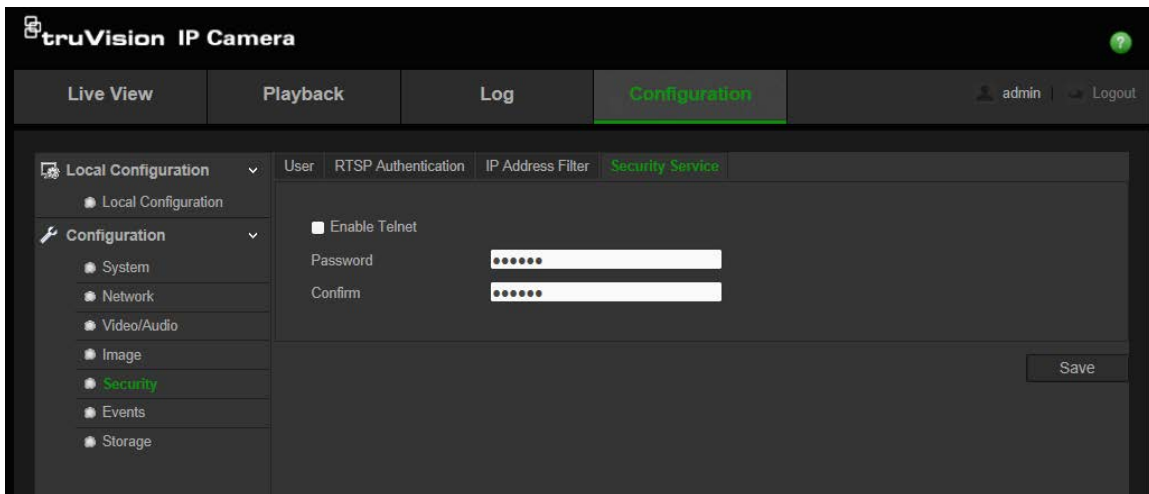 truVision IP Camera
?
Live View Playback Log Configuration admin Logout
Local Configuration
Local Configuration
Configuration
System
Network
Video/Audio
Image
Security
Events
Storage
User RTSP Authentication IP Address Filter Security Service
Enable Telnet
Password ••••••
Confirm ••••••
Save